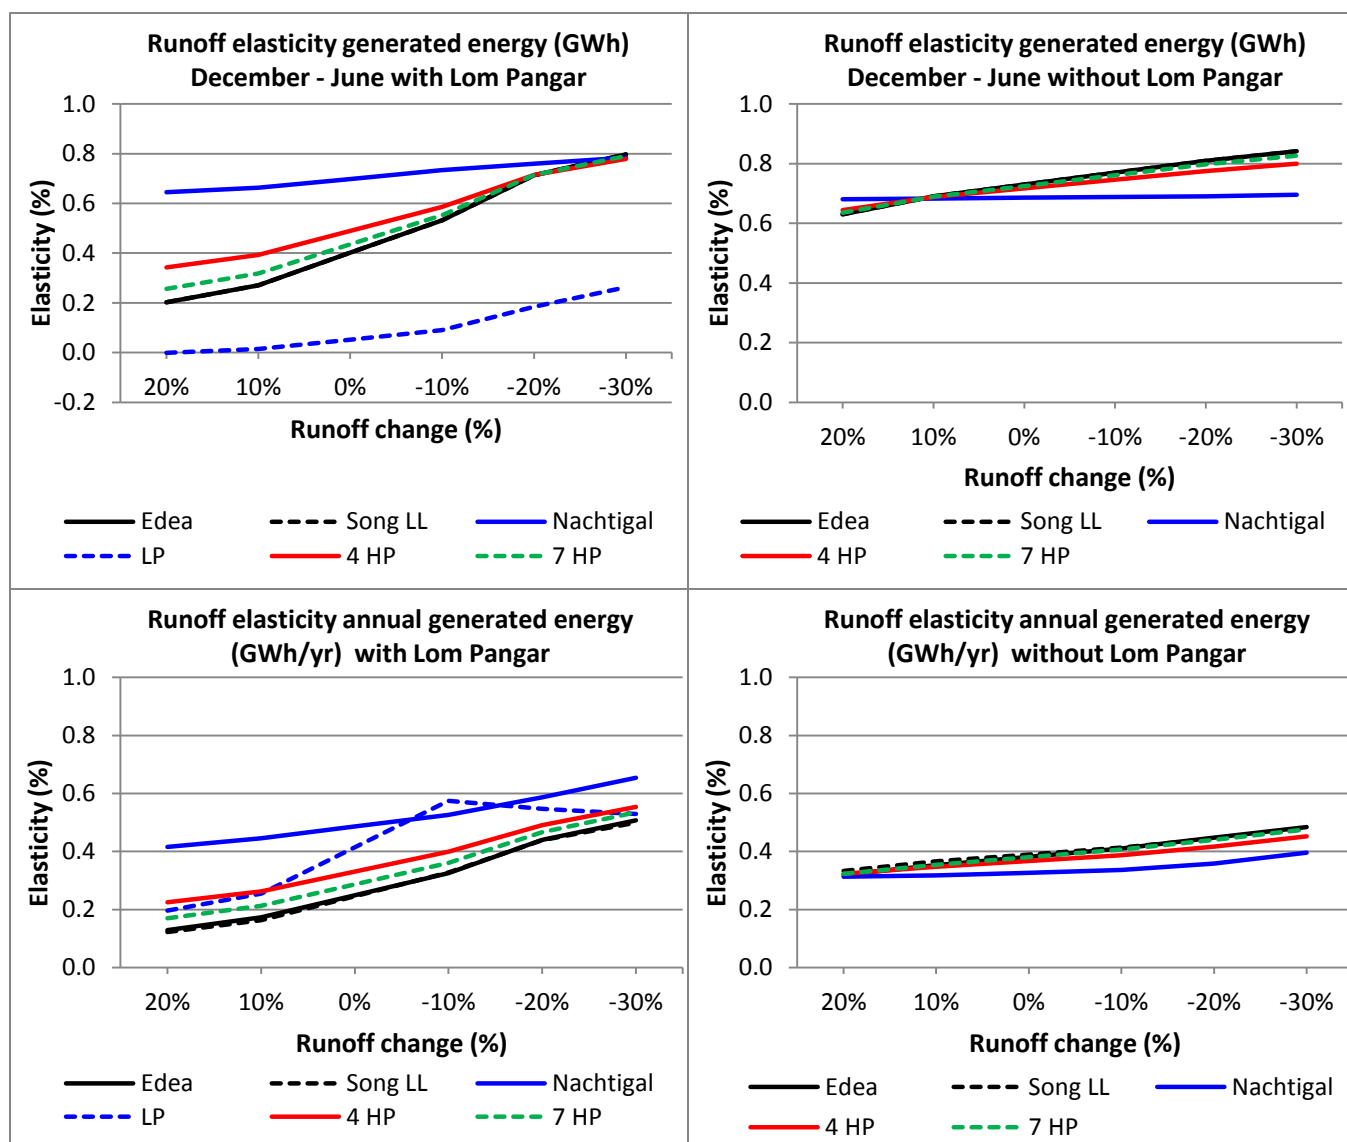 Runoff elasticity generated energy (GWh)
December - June with Lom Pangar
1.0
0.8
0.6
0.4
0.2
0.0
-0.2
Elasticity (%)
20% 10% 0% -10% -20% -30%
Runoff change (%)
Edea Song LL Nachtigal
LP 4 HP 7 HP
Runoff elasticity generated energy (GWh)
December - June without Lom Pangar
1.0
0.8
0.6
0.4
0.2
0.0
Elasticity (%)
20% 10% 0% -10% -20% -30%
Runoff change (%)
Edea Song LL Nachtigal
4 HP 7 HP
Runoff elasticity annual generated energy
(GWh/yr) with Lom Pangar
1.0
0.8
0.6
0.4
0.2
0.0
Elasticity (%)
20% 10% 0% -10% -20% -30%
Runoff change (%)
Edea Song LL Nachtigal
LP 4 HP 7 HP
Runoff elasticity annual generated energy
(GWh/yr) without Lom Pangar
1.0
0.8
0.6
0.4
0.2
0.0
Elasticity (%)
20% 10% 0% -10% -20% -30%
Runoff change (%)
Edea Song LL Nachtigal
4 HP 7 HP